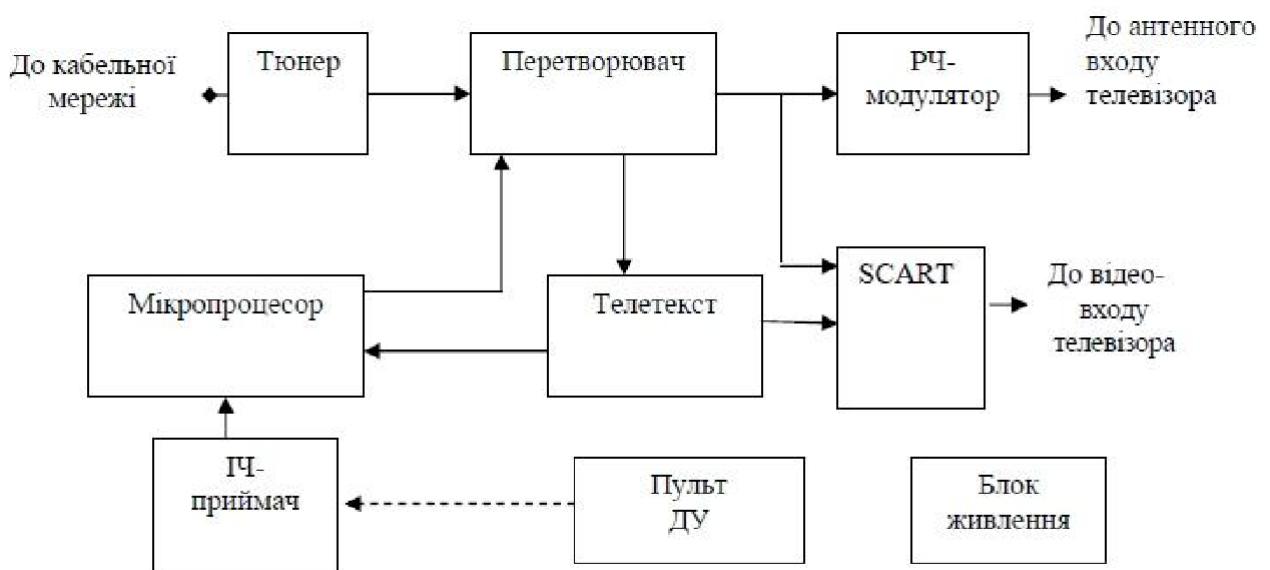 До кабельної
мережі
Тюнер
Перетворювач
РЧ-
модулятор
До антенного
входу
телевізора
Мікропроцесор
Телетекст
SCART
До відео-
входу
телевізора
ІЧ-
приймач
Пульт
ДУ
Блок
живлення